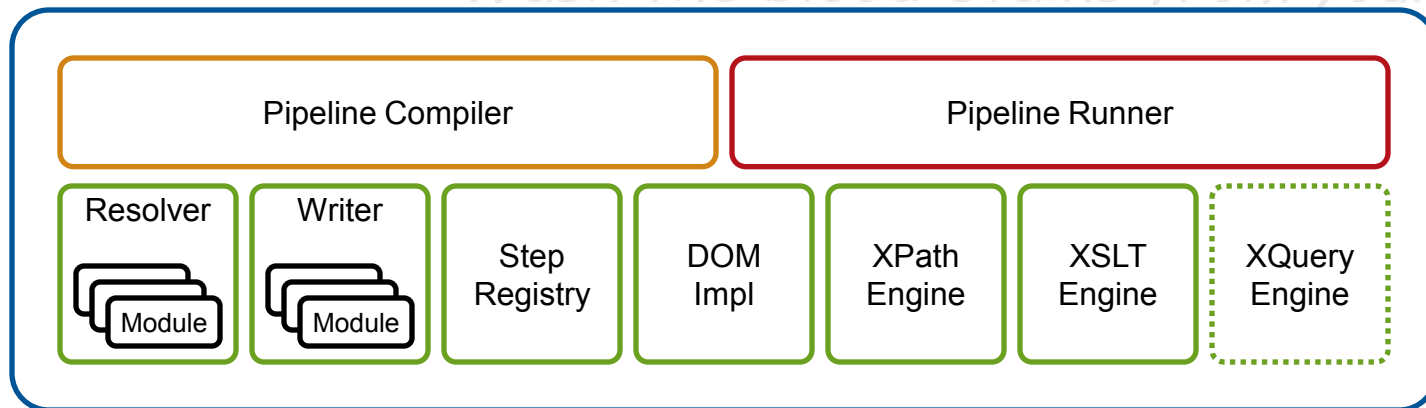 Pipeline Compiler
Pipeline Runner
Resolver
Module
Writer
Module
Step
Registry
DOM
Impl
XPath
Engine
XSLT
Engine
XQuery
Engine